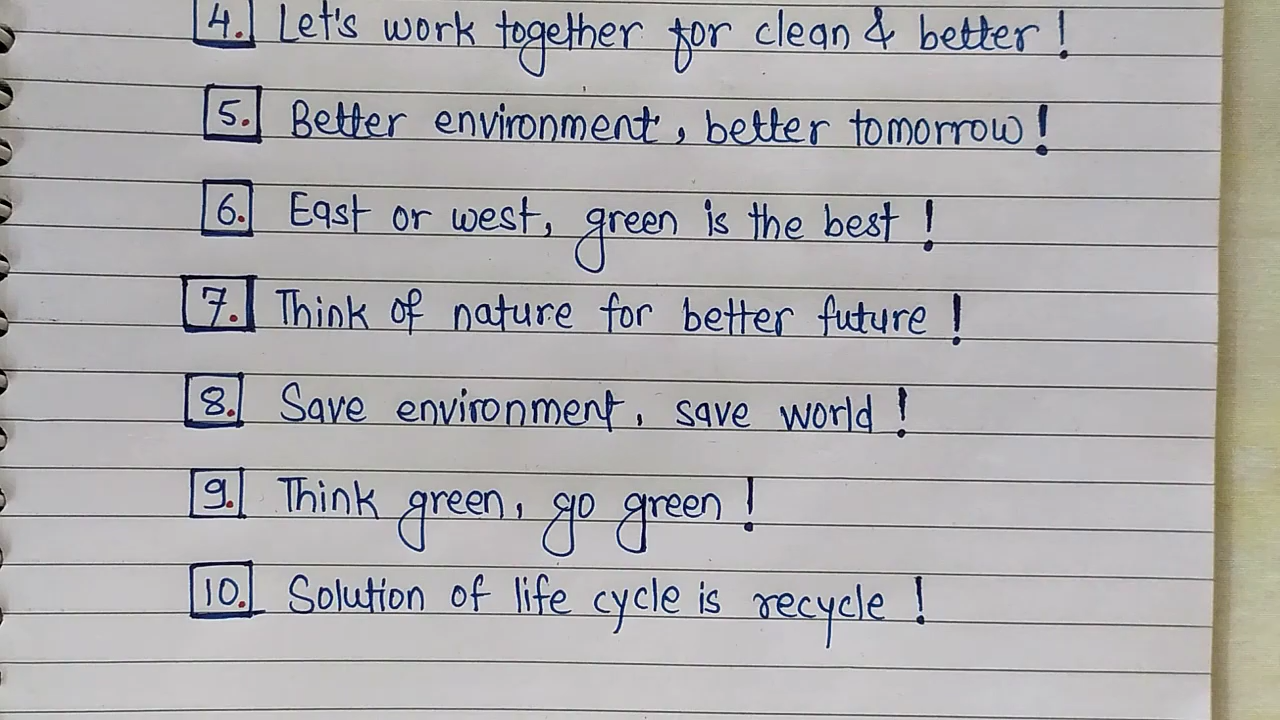 4. Let's work together for clean & better !
5. Better environment, better tomorrow !
6. East or west, green is the best !
7. Think of nature for better future !
8. Save environment, save world !
9. Think green, go green !
10. Solution of life cycle is recycle !